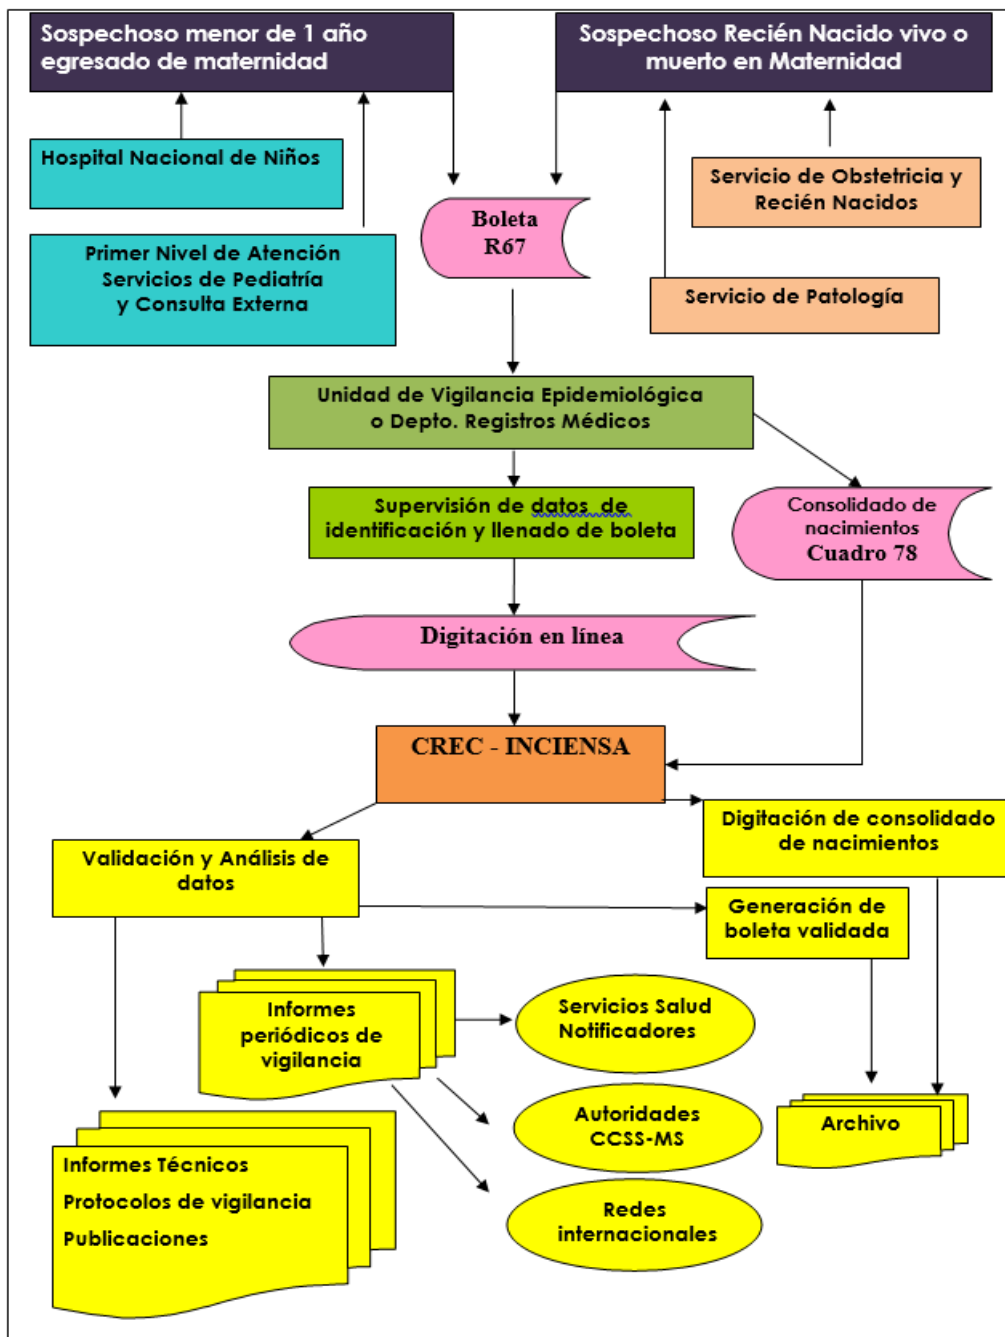 Sospechoso menor de 1 año
egresado de maternidad
Sospechoso Recién Nacido vivo o
muerto en Maternidad
Hospital Nacional de Niños
Servicio de Obstetricia y
Recién Nacidos
Boleta
R67
Primer Nivel de Atención
Servicios de Pediatría
y Consulta Externa
Servicio de Patología
Unidad de Vigilancia Epidemiológica
o Depto. Registros Médicos
Supervisión de datos de
identificación y llenado de boleta
Consolidado de
nacimientos
Cuadro 78
Digitación en línea
CREC - INCIENSA
Digitación de consolidado
de nacimientos
Validación y Análisis de
datos
Generación de
boleta validada
Informes
periódicos de
vigilancia
Servicios Salud
Notificadores
Autoridades
CCSS-MS
Archivo
Informes Técnicos
Protocolos de vigilancia
Publicaciones
Redes
internacionales